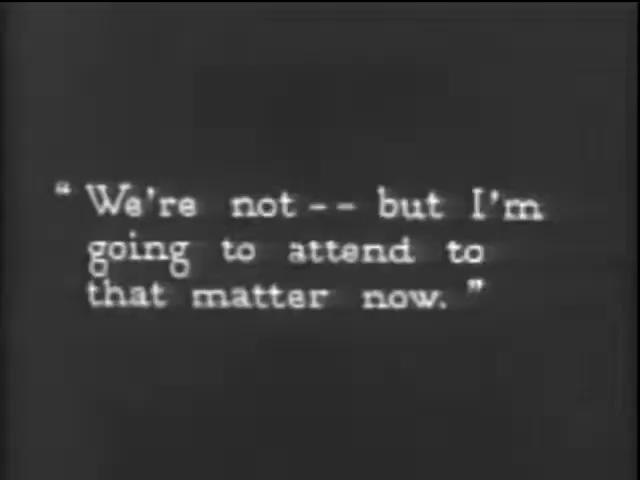 “We're not -- but I'm
going to attend to
that matter now.”